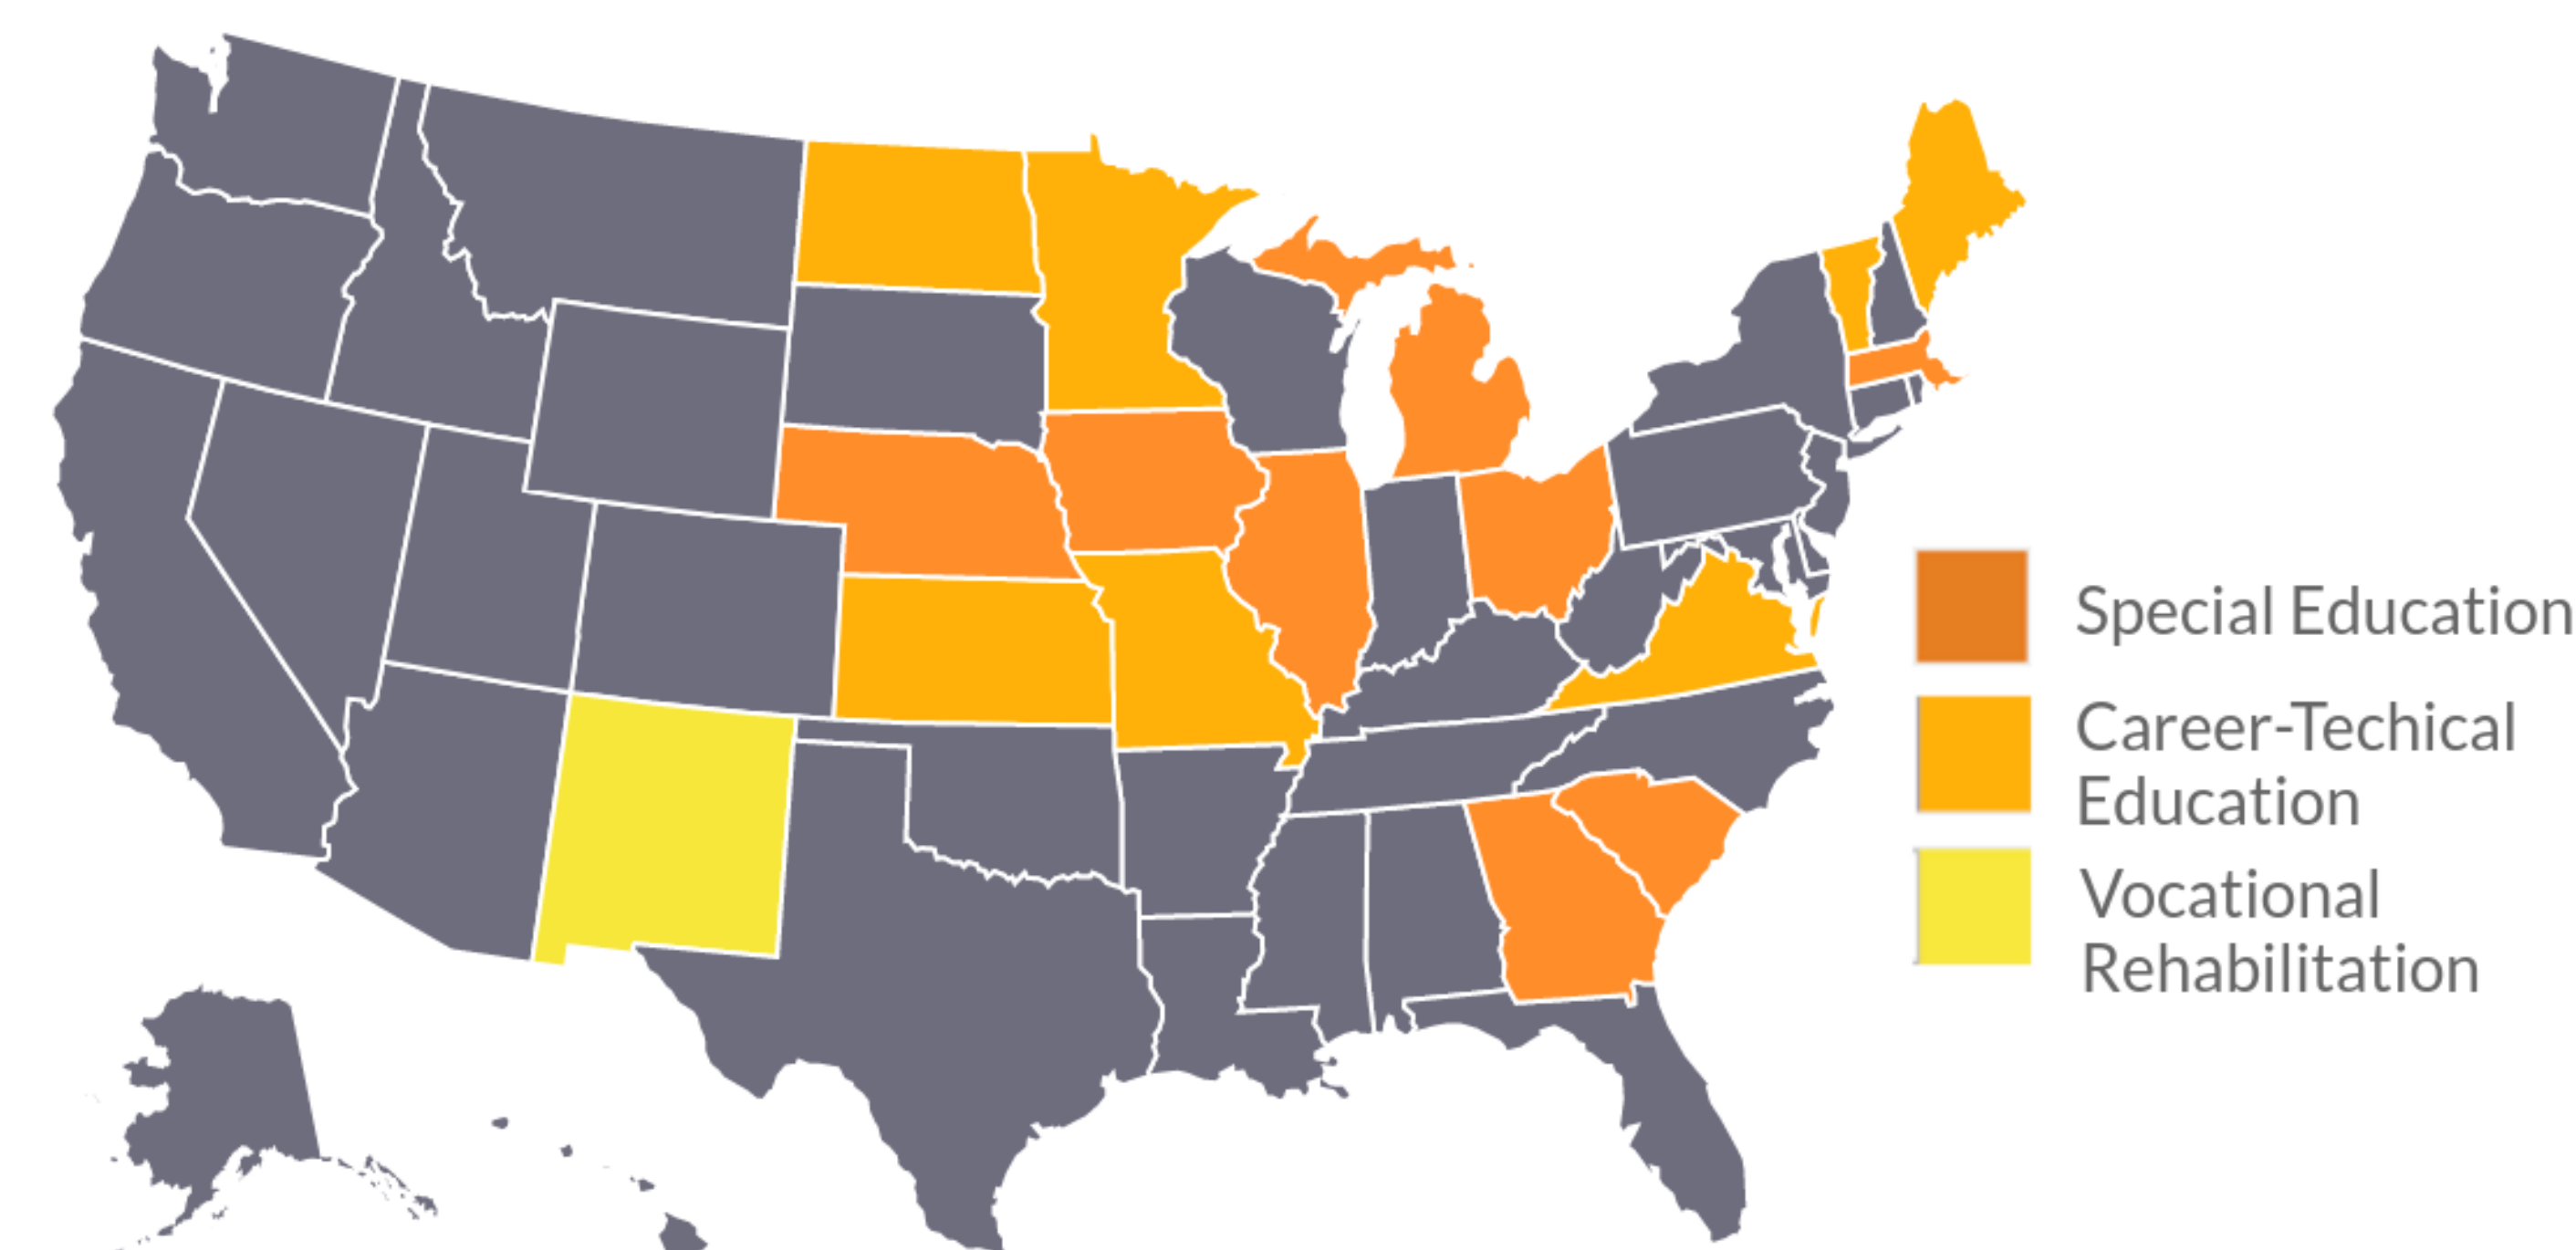 Special Education
Career-Techical
Education
Vocational
Rehabilitation